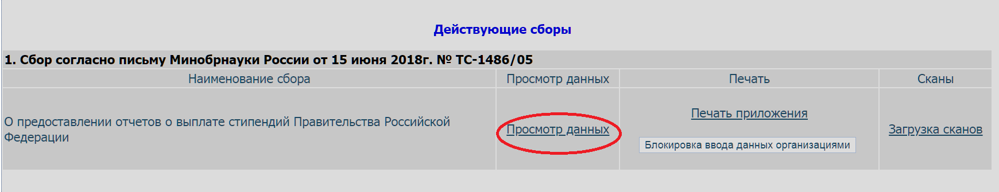 Действующие сборы
1. Сбор согласно письму Минобрнауки России от 15 июня 2018г. № ТС-1486/05
Наименование сбора Просмотр данных Печать Сканы
О предоставлении отчетов о выплате стипендий Правительства Российской
Федерации
Просмотр данных
Печать приложения
Блокировка ввода данных организациями
Загрузка сканов